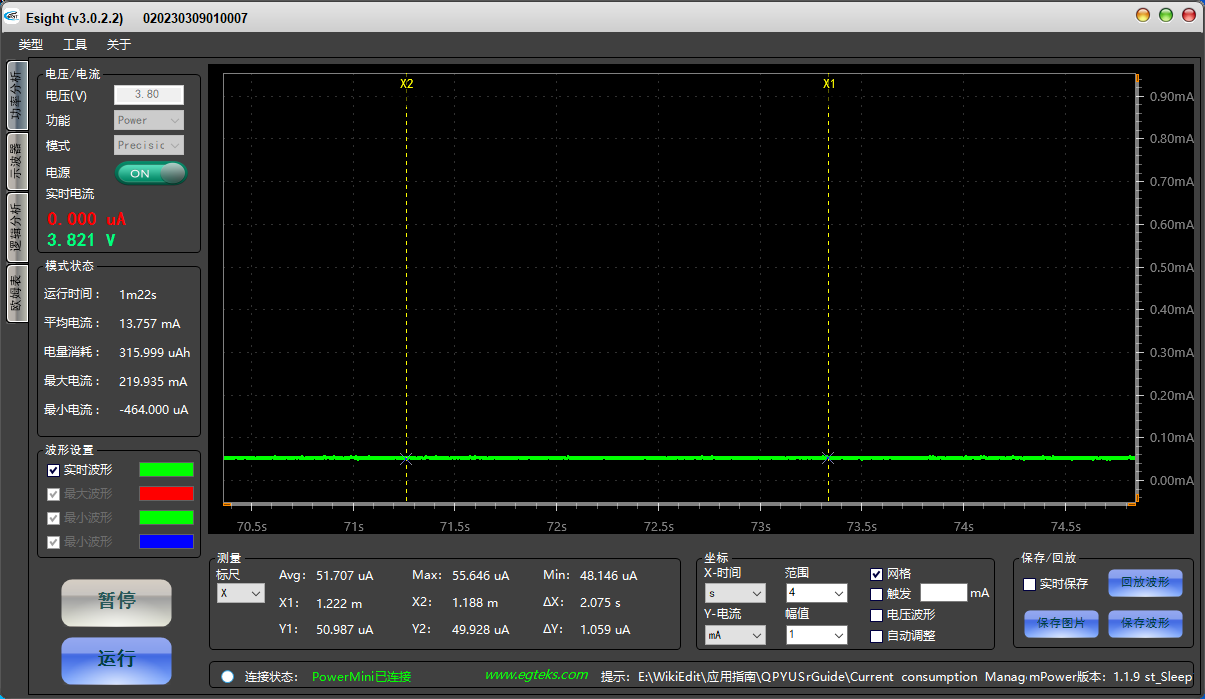 Esight (v3.0.2.2) 020230309010007
类型 工具 关于
功率分析
示波器
逻辑分析
欧姆表
电压/电流
电压(V) 3.80
功能 Power
模式 Precisic
电源 ON
实时电流
0.000 uA
3.821 V
模式状态
运行时间： 1m22s
平均电流： 13.757 mA
电量消耗： 315.999 uAh
最大电流： 219.935 mA
最小电流： -464.000 uA
波形设置
实时波形
最大波形
最小波形
最小波形
暂停
运行
X2 X1
0.90mA
0.80mA
0.70mA
0.60mA
0.50mA
0.40mA
0.30mA
0.20mA
0.10mA
0.00mA
70.5s 71s 71.5s 72s 72.5s 73s 73.5s 74s 74.5s
测量
标尺
X
Avg: 51.707 uA Max: 55.646 uA Min: 48.146 uA
X1: 1.222 m X2: 1.188 m ΔX: 2.075 s
Y1: 50.987 uA Y2: 49.928 uA ΔY: 1.059 uA
坐标
X-时间 范围
s 4
Y-电流 幅值
mA 1
网格
触发 mA
电压波形
自动调整
保存/回放
实时保存 回放波形
保存图片 保存波形
连接状态： PowerMini已连接 www.egteks.com 提示： E:\WikiEdit\应用指南\QPYUSrGuide\Current consumption Manag mPower版本： 1.1.9 st_Sleep